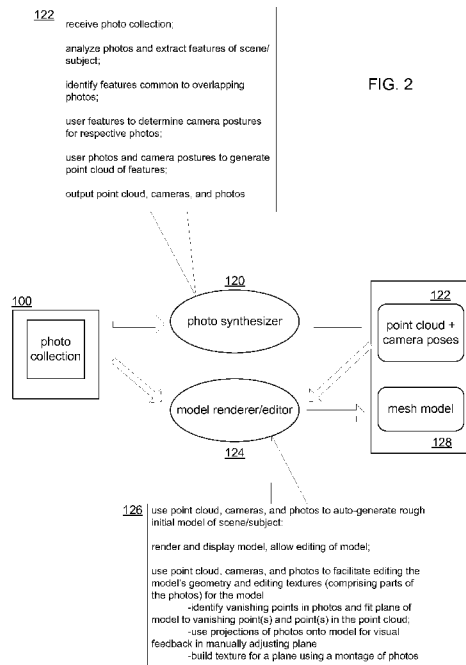 122
receive photo collection;
analyze photos and extract features of scene/
subject;
identify features common to overlapping
photos;
user features to determine camera postures
for respective photos;
user photos and camera postures to generate
point cloud of features;
output point cloud, cameras, and photos
FIG. 2
120
photo synthesizer
100
photo
collection
122
point cloud +
camera poses
model renderer/editor
124
mesh model
128
126
use point cloud, cameras, and photos to auto-generate rough
initial model of scene/subject:
render and display model, allow editing of model;
use point cloud, cameras, and photos to facilitate editing the
model's geometry and editing textures (comprising parts of
the photos) for the model
-identify vanishing points in photos and fit plane of
model to vanishing point(s) and point(s) in the point cloud;
-use projections of photos onto model for visual
feedback in manually adjusting plane
-build texture for a plane using a montage of photos